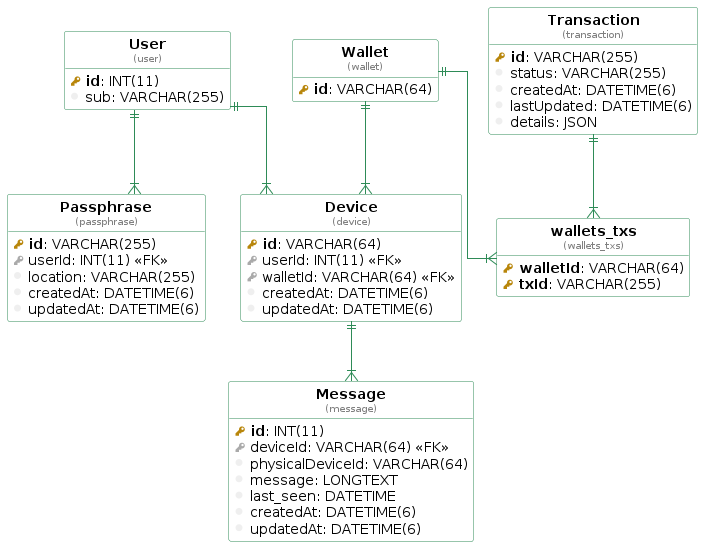 User
(user)
id: INT(11)
sub: VARCHAR(255)
Wallet
(wallet)
id: VARCHAR(64)
Transaction
(transaction)
id: VARCHAR(255)
status: VARCHAR(255)
createdAt: DATETIME(6)
lastUpdated: DATETIME(6)
details: JSON
Passphrase
(passphrase)
id: VARCHAR(255)
userId: INT(11) «FK»
location: VARCHAR(255)
createdAt: DATETIME(6)
updatedAt: DATETIME(6)
Device
(device)
id: VARCHAR(64)
userId: INT(11) «FK»
walletId: VARCHAR(64) «FK»
createdAt: DATETIME(6)
updatedAt: DATETIME(6)
wallets_txs
(wallets_txs)
walletId: VARCHAR(64)
txId: VARCHAR(255)
Message
(message)
id: INT(11)
deviceId: VARCHAR(64) «FK»
physicalDeviceId: VARCHAR(64)
message: LONGTEXT
last_seen: DATETIME
createdAt: DATETIME(6)
updatedAt: DATETIME(6)